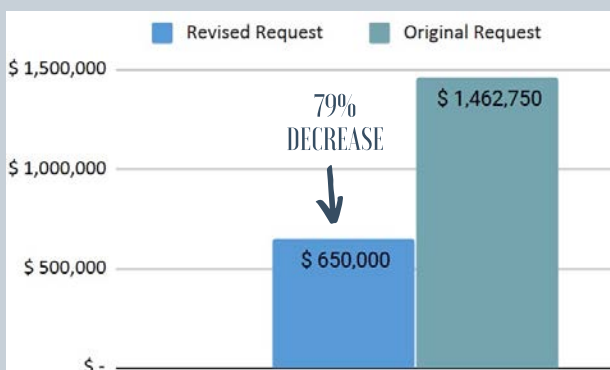 Revised Request
Original Request
$ 1,500,000
$ 1,462,750
79%
DECREASE
$ 1,000,000
$ 650,000
$ 500,000
$ -